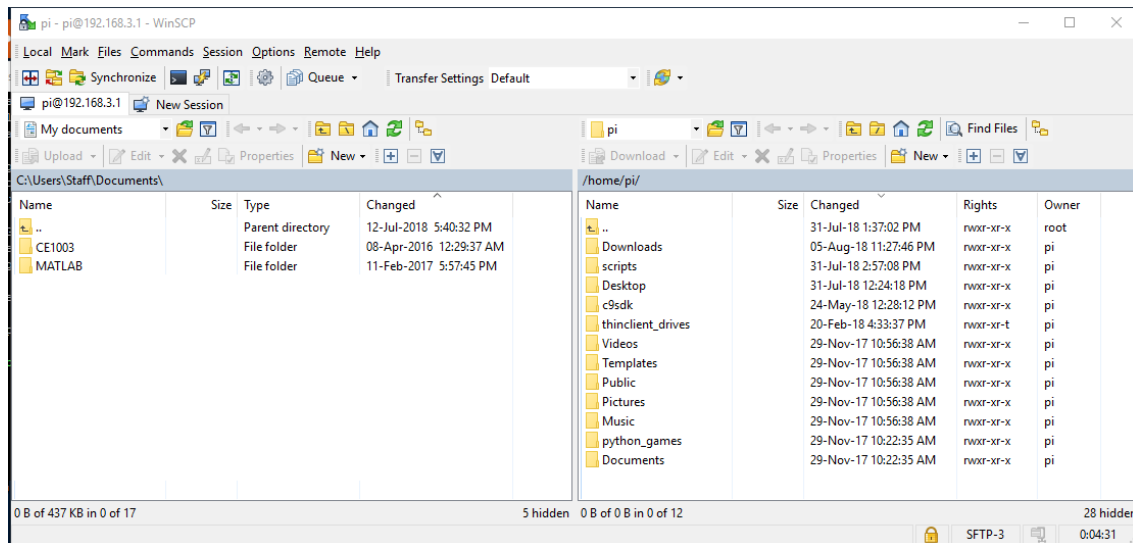 pi - pi@192.168.3.1 - WinSCP
Local Mark Files Commands Session Options Remote Help
Synchronize Queue Transfer Settings Default
pi@192.168.3.1 New Session
My documents pi Find Files
Upload Edit Properties New Download Edit Properties New
C:\Users\Staff\Documents\ /home/pi/
Name Size Type Changed Name Size Changed Rights Owner
.. Parent directory 12-Jul-2018 5:40:32 PM .. 31-Jul-18 1:37:02 PM rwxr-xr-x root
CE1003 File folder 08-Apr-2016 12:29:37 AM Downloads 05-Aug-18 11:27:46 PM rwxr-xr-x pi
MATLAB File folder 11-Feb-2017 5:57:45 PM scripts 31-Jul-18 2:57:08 PM rwxr-xr-x pi
Desktop 31-Jul-18 12:24:18 PM rwxr-xr-x pi
c9sdk 24-May-18 12:28:12 PM rwxr-xr-x pi
thinclient_drives 20-Feb-18 4:33:37 PM rwxr-xr-t pi
Videos 29-Nov-17 10:56:38 AM rwxr-xr-x pi
Templates 29-Nov-17 10:56:38 AM rwxr-xr-x pi
Public 29-Nov-17 10:56:38 AM rwxr-xr-x pi
Pictures 29-Nov-17 10:56:38 AM rwxr-xr-x pi
Music 29-Nov-17 10:56:38 AM rwxr-xr-x pi
python_games 29-Nov-17 10:22:35 AM rwxr-xr-x pi
Documents 29-Nov-17 10:22:35 AM rwxr-xr-x pi
0 B of 437 KB in 0 of 17 5 hidden 0 B of 0 B in 0 of 12 28 hidden
SFTP-3 0:04:31